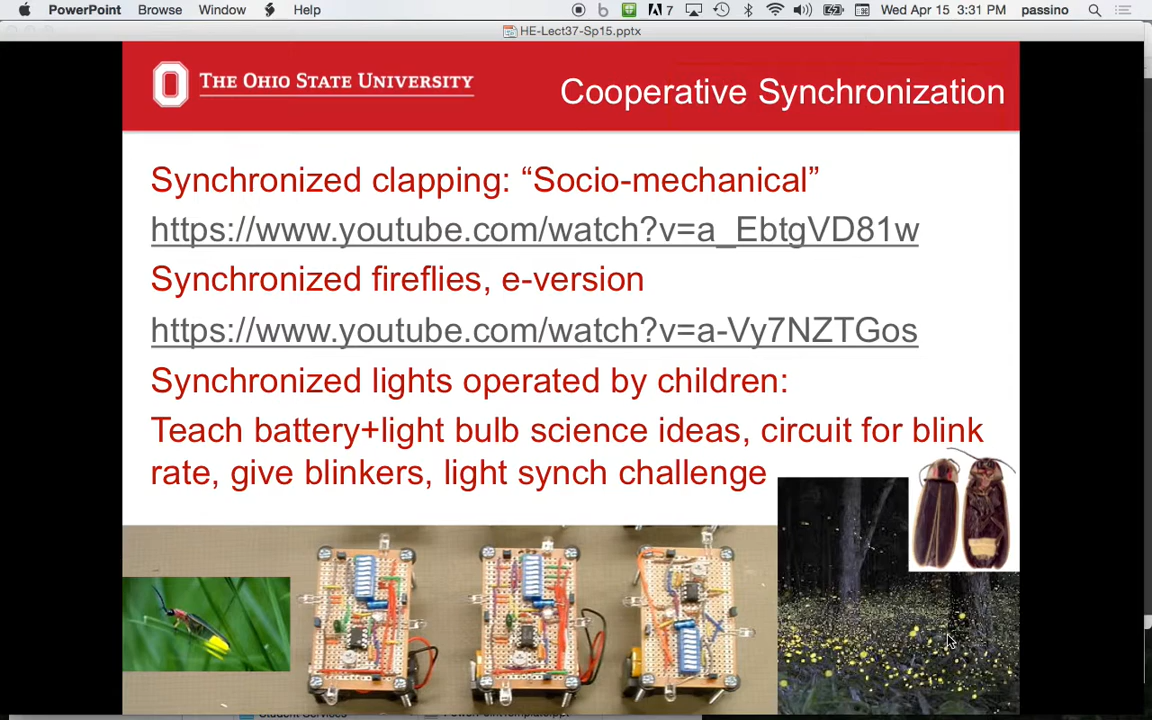 PowerPoint Browse Window Help 7 Wed Apr 15 3:31 PM passino
HE-Lect37-Sp15.pptx
THE OHIO STATE UNIVERSITY
Cooperative Synchronization
Synchronized clapping: “Socio-mechanical”
https://www.youtube.com/watch?v=a_EbtgVD81w
Synchronized fireflies, e-version
https://www.youtube.com/watch?v=a-Vy7NZTGos
Synchronized lights operated by children:
Teach battery+light bulb science ideas, circuit for blink
rate, give blinkers, light synch challenge